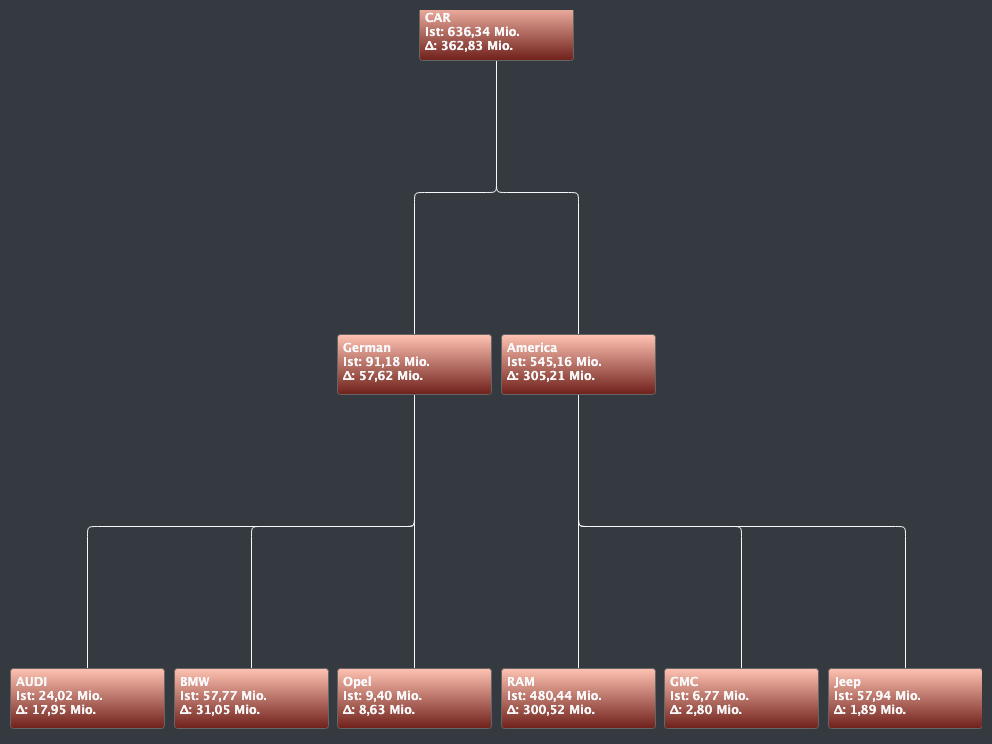 CAR
Ist: 636,34 Mio.
Δ: 362,83 Mio.
German
Ist: 91,18 Mio.
Δ: 57,62 Mio.
America
Ist: 545,16 Mio.
Δ: 305,21 Mio.
AUDI
Ist: 24,02 Mio.
Δ: 17,95 Mio.
BMW
Ist: 57,77 Mio.
Δ: 31,05 Mio.
Opel
Ist: 9,40 Mio.
Δ: 8,63 Mio.
RAM
Ist: 480,44 Mio.
Δ: 300,52 Mio.
GMC
Ist: 6,77 Mio.
Δ: 2,80 Mio.
Jeep
Ist: 57,94 Mio.
Δ: 1,89 Mio.